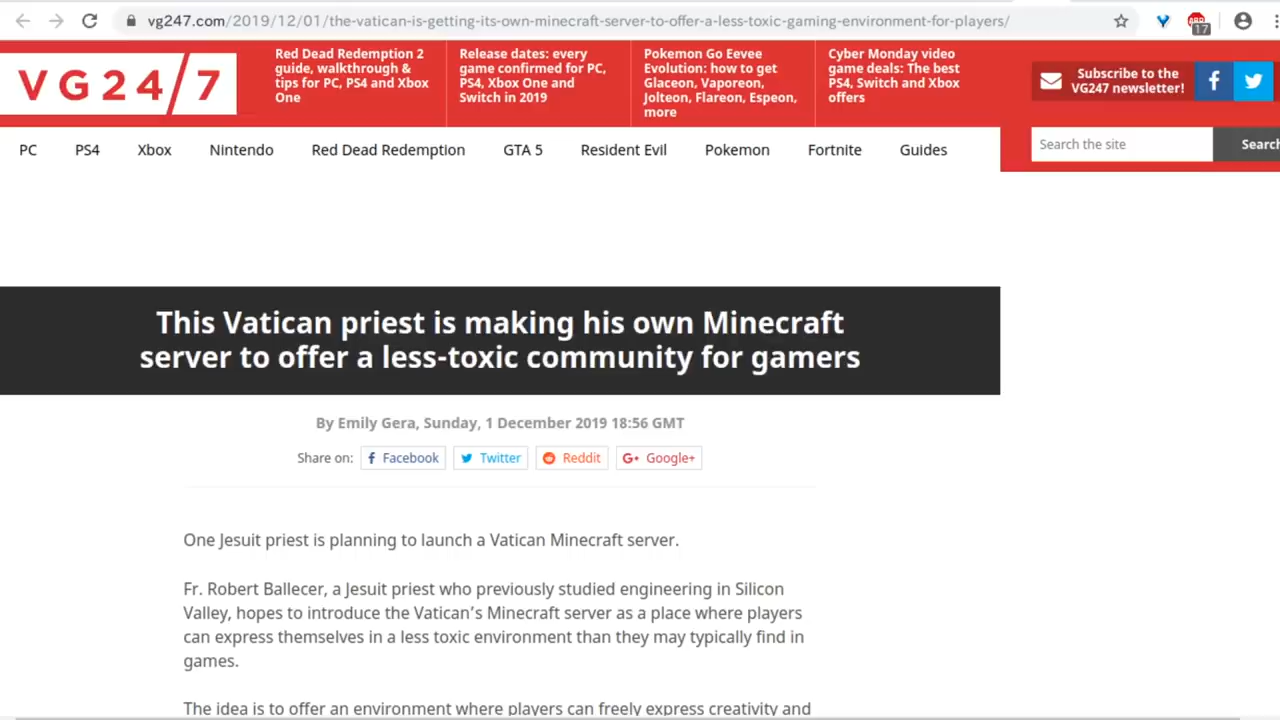 vg247.com/2019/12/01/the-vatican-is-getting-its-own-minecraft-server-to-offer-a-less-toxic-gaming-environment-for-players/
ABP
17
VG24/7
Red Dead Redemption 2
guide, walkthrough &
tips for PC, PS4 and Xbox
One
Release dates: every
game confirmed for PC,
PS4, Xbox One and
Switch in 2019
Pokemon Go Eevee
Evolution: how to get
Glaceon, Vaporeon,
Jolteon, Flareon, Espeon,
more
Cyber Monday video
game deals: The best
PS4, Switch and Xbox
offers
Subscribe to the
VG247 newsletter!
PC PS4 Xbox Nintendo Red Dead Redemption GTA 5 Resident Evil Pokemon Fortnite Guides
Search the site
Search
This Vatican priest is making his own Minecraft
server to offer a less-toxic community for gamers
By Emily Gera, Sunday, 1 December 2019 18:56 GMT
Share on: Facebook Twitter Reddit G+ Google+
One Jesuit priest is planning to launch a Vatican Minecraft server.
Fr. Robert Ballecer, a Jesuit priest who previously studied engineering in Silicon
Valley, hopes to introduce the Vatican's Minecraft server as a place where players
can express themselves in a less toxic environment than they may typically find in
games.
The idea is to offer an environment where players can freely express creativity and